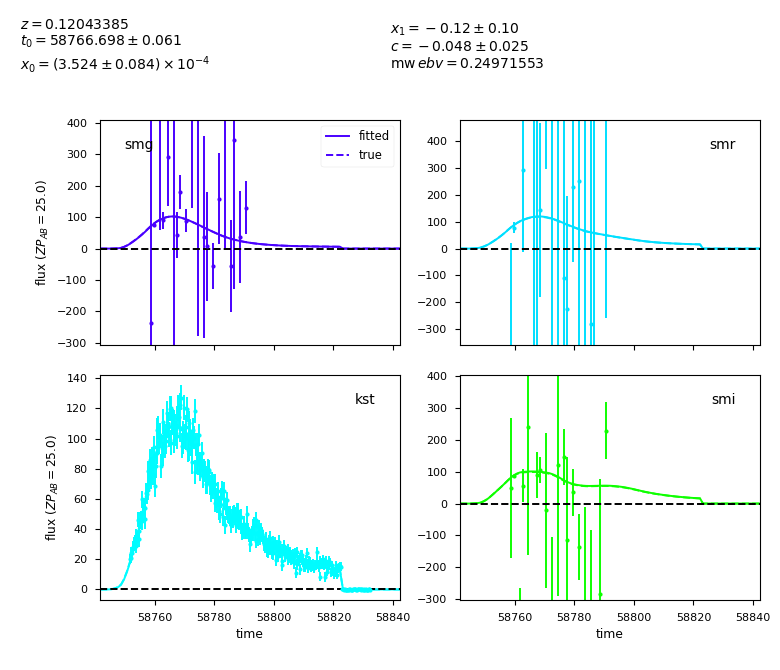 z = 0.12043385
t₀ = 58766.698 ± 0.061
x₀ = (3.524 ± 0.084) × 10⁻⁴
x₁ = −0.12 ± 0.10
c = −0.048 ± 0.025
mw ebv = 0.24971553
smg
fitted
true
400
300
200
100
0
−100
−200
−300
flux (ZP_AB = 25.0)
smr
400
300
200
100
0
−100
−200
−300
kst
140
120
100
80
60
40
20
0
flux (ZP_AB = 25.0)
58760 58780 58800 58820 58840
time
smi
400
300
200
100
0
−100
−200
−300
58760 58780 58800 58820 58840
time